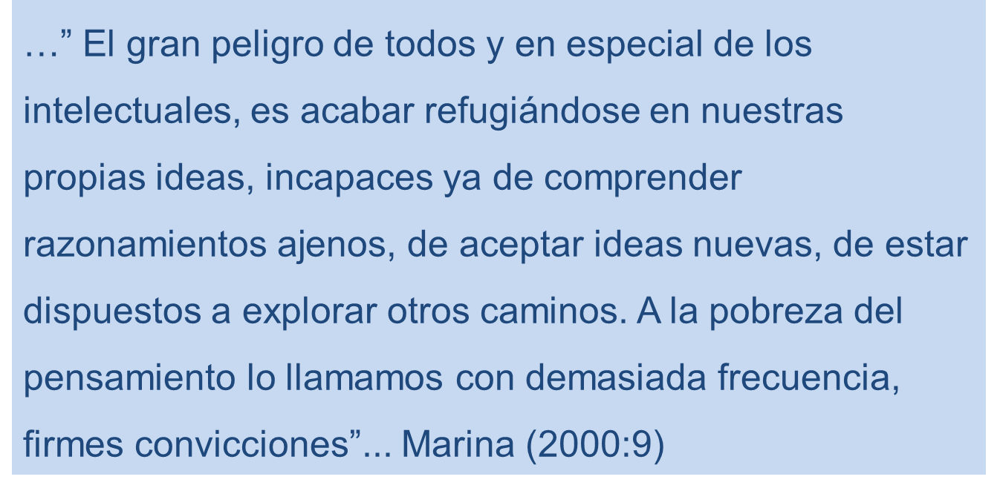 …” El gran peligro de todos y en especial de los
intelectuales, es acabar refugiándose en nuestras
propias ideas, incapaces ya de comprender
razonamientos ajenos, de aceptar ideas nuevas, de estar
dispuestos a explorar otros caminos. A la pobreza del
pensamiento lo llamamos con demasiada frecuencia,
firmes convicciones”... Marina (2000:9)